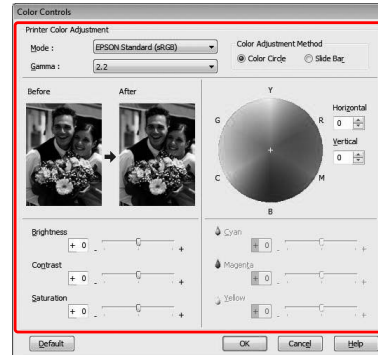 Color Controls
Printer Color Adjustment
Mode : EPSON Standard (sRGB)
Gamma : 2.2
Color Adjustment Method
Color Circle Slide Bar
Before After
Y
G R
C M
B
Horizontal
0
Vertical
0
Brightness
+ 0 - +
Contrast
+ 0 - +
Saturation
+ 0 - +
Cyan
+ 0 - +
Magenta
+ 0 - +
Yellow
+ 0 - +
Default OK Cancel Help